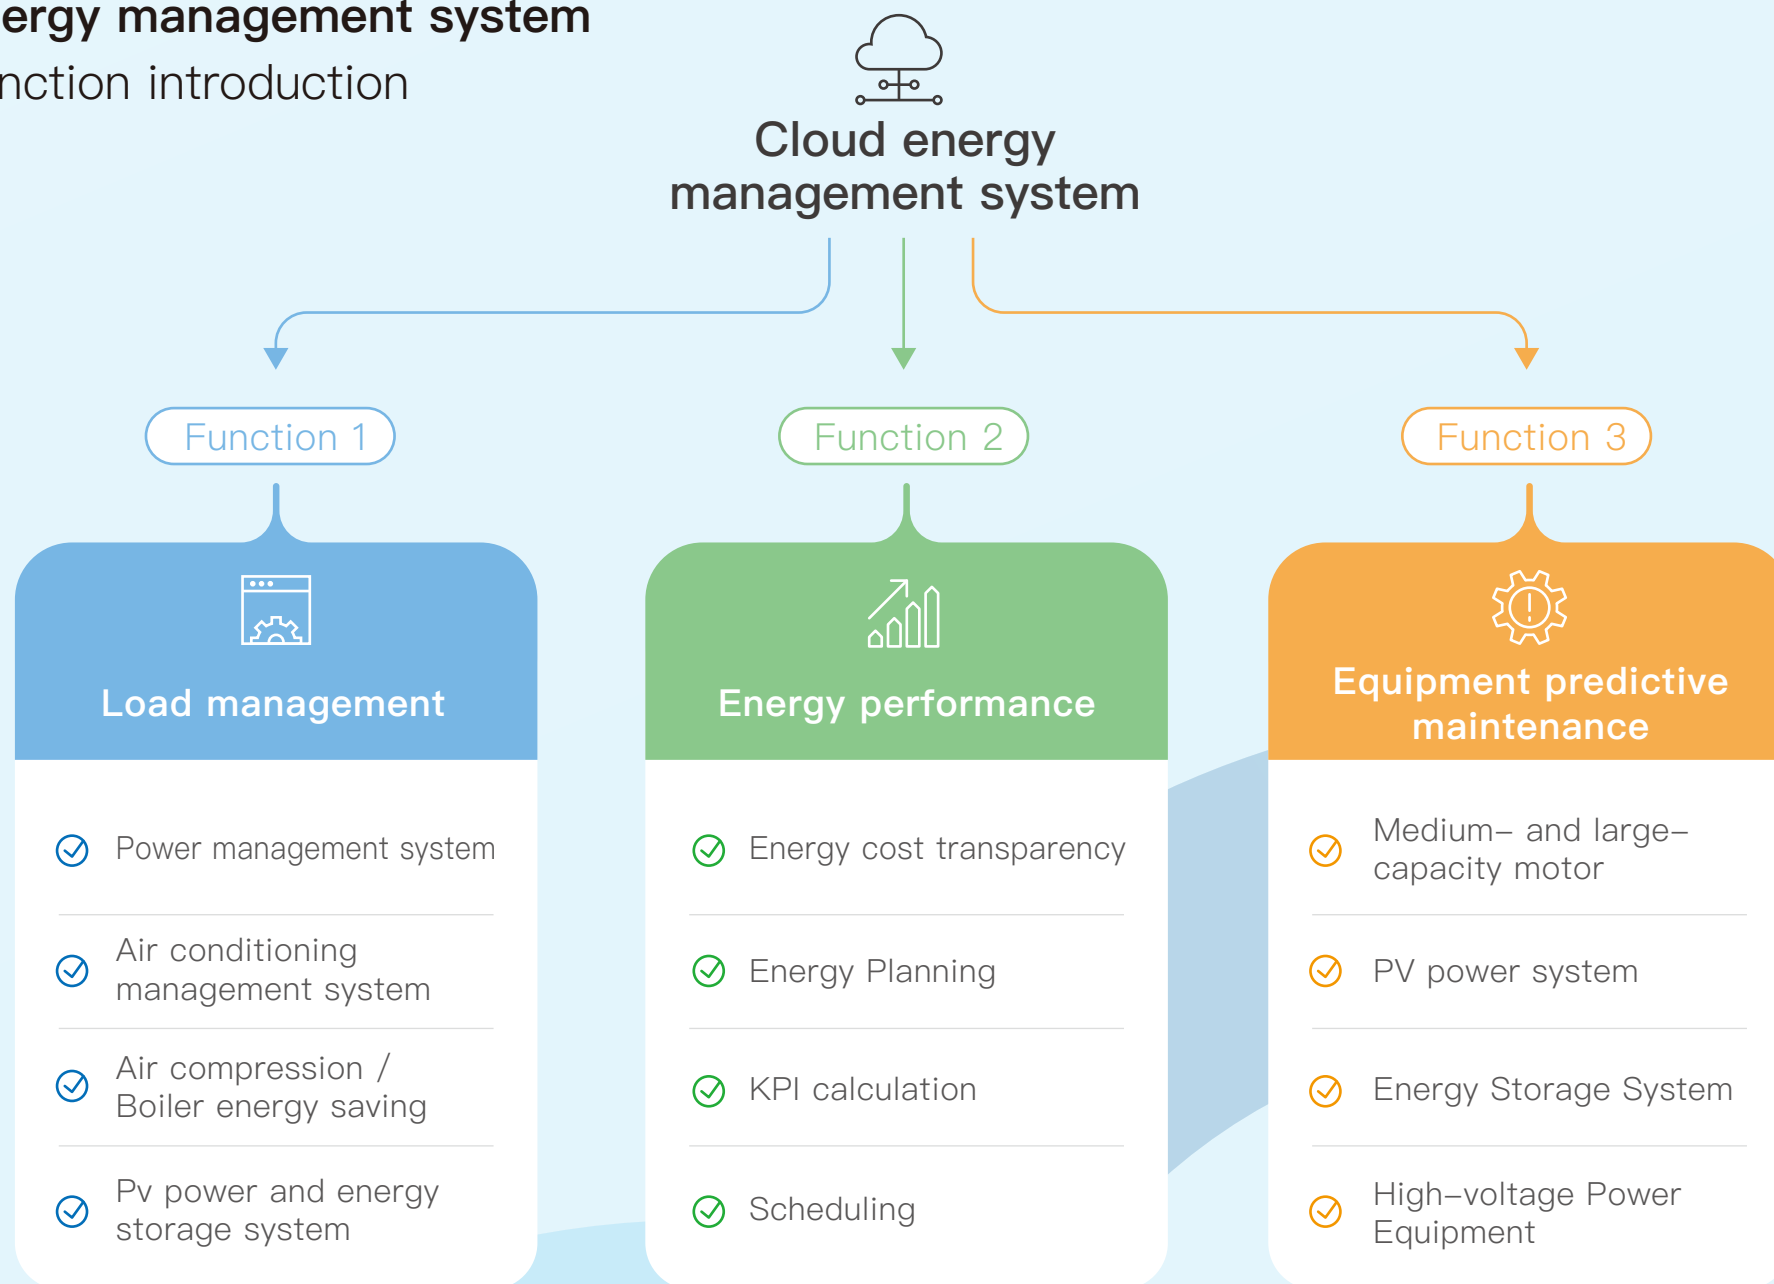 ergy management system
nction introduction
Cloud energy
management system
Function 1
Function 2
Function 3
Load management
Energy performance
Equipment predictive
maintenance
Power management system
Air conditioning
management system
Air compression /
Boiler energy saving
Pv power and energy
storage system
Energy cost transparency
Energy Planning
KPI calculation
Scheduling
Medium– and large–
capacity motor
PV power system
Energy Storage System
High–voltage Power
Equipment